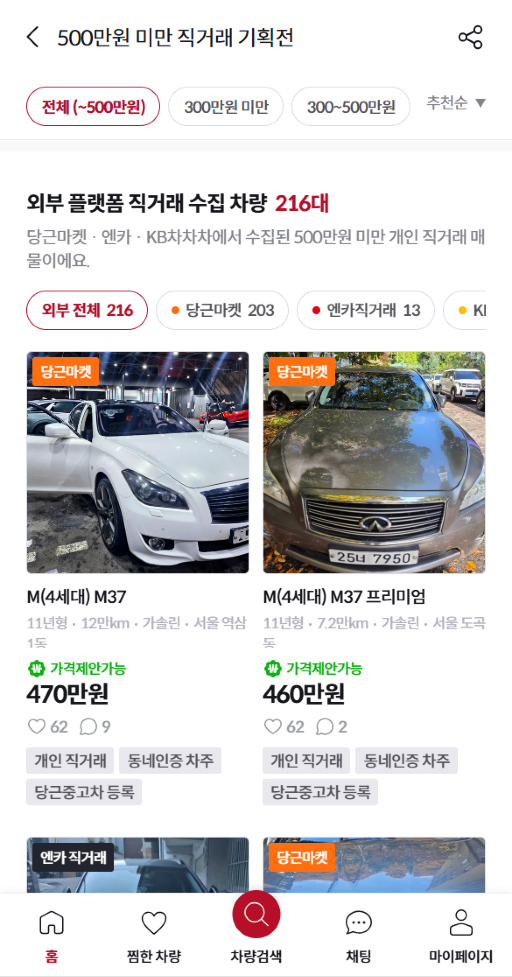 500만원 미만 직거래 기획전
전체 (~500만원)
300만원 미만
300~500만원
추천순 ▼
외부 플랫폼 직거래 수집 차량 216대
당근마켓 · 엔카 · KB차차차에서 수집된 500만원 미만 개인 직거래 매
물이에요.
외부 전체 216
당근마켓 203
엔카직거래 13
당근마켓
당근마켓
25너 7950
M(4세대) M37
11년형 · 12만km · 가솔린 · 서울 역삼
1동
가격제안가능
470만원
62 9
개인 직거래
동네인증 차주
당근중고차 등록
M(4세대) M37 프리미엄
11년형 · 7.2만km · 가솔린 · 서울 도곡
동
가격제안가능
460만원
62 2
개인 직거래
동네인증 차주
당근중고차 등록
엔카 직거래
당근마켓
홈
찜한 차량
차량검색
채팅
마이페이지